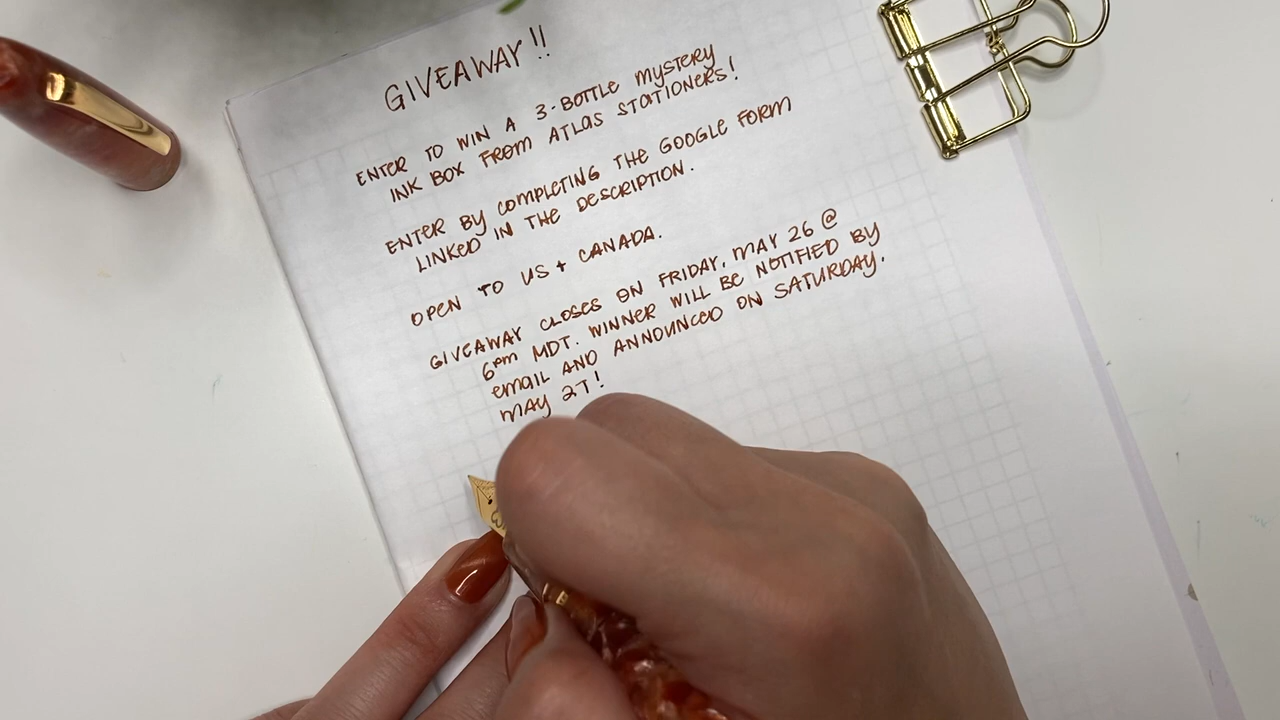 GIVEAWAY!!
ENTER TO WIN A 3-BOTTLE MYSTERY
INK BOX FROM ATLAS STATIONERS!
ENTER BY COMPLETING THE GOOGLE FORM
LINKED IN THE DESCRIPTION.
OPEN TO US + CANADA.
GIVEAWAY CLOSES ON FRIDAY, MAY 26 @
6pm MDT. WINNER WILL BE NOTIFIED BY
EMAIL AND ANNOUNCED ON SATURDAY,
MAY 27!